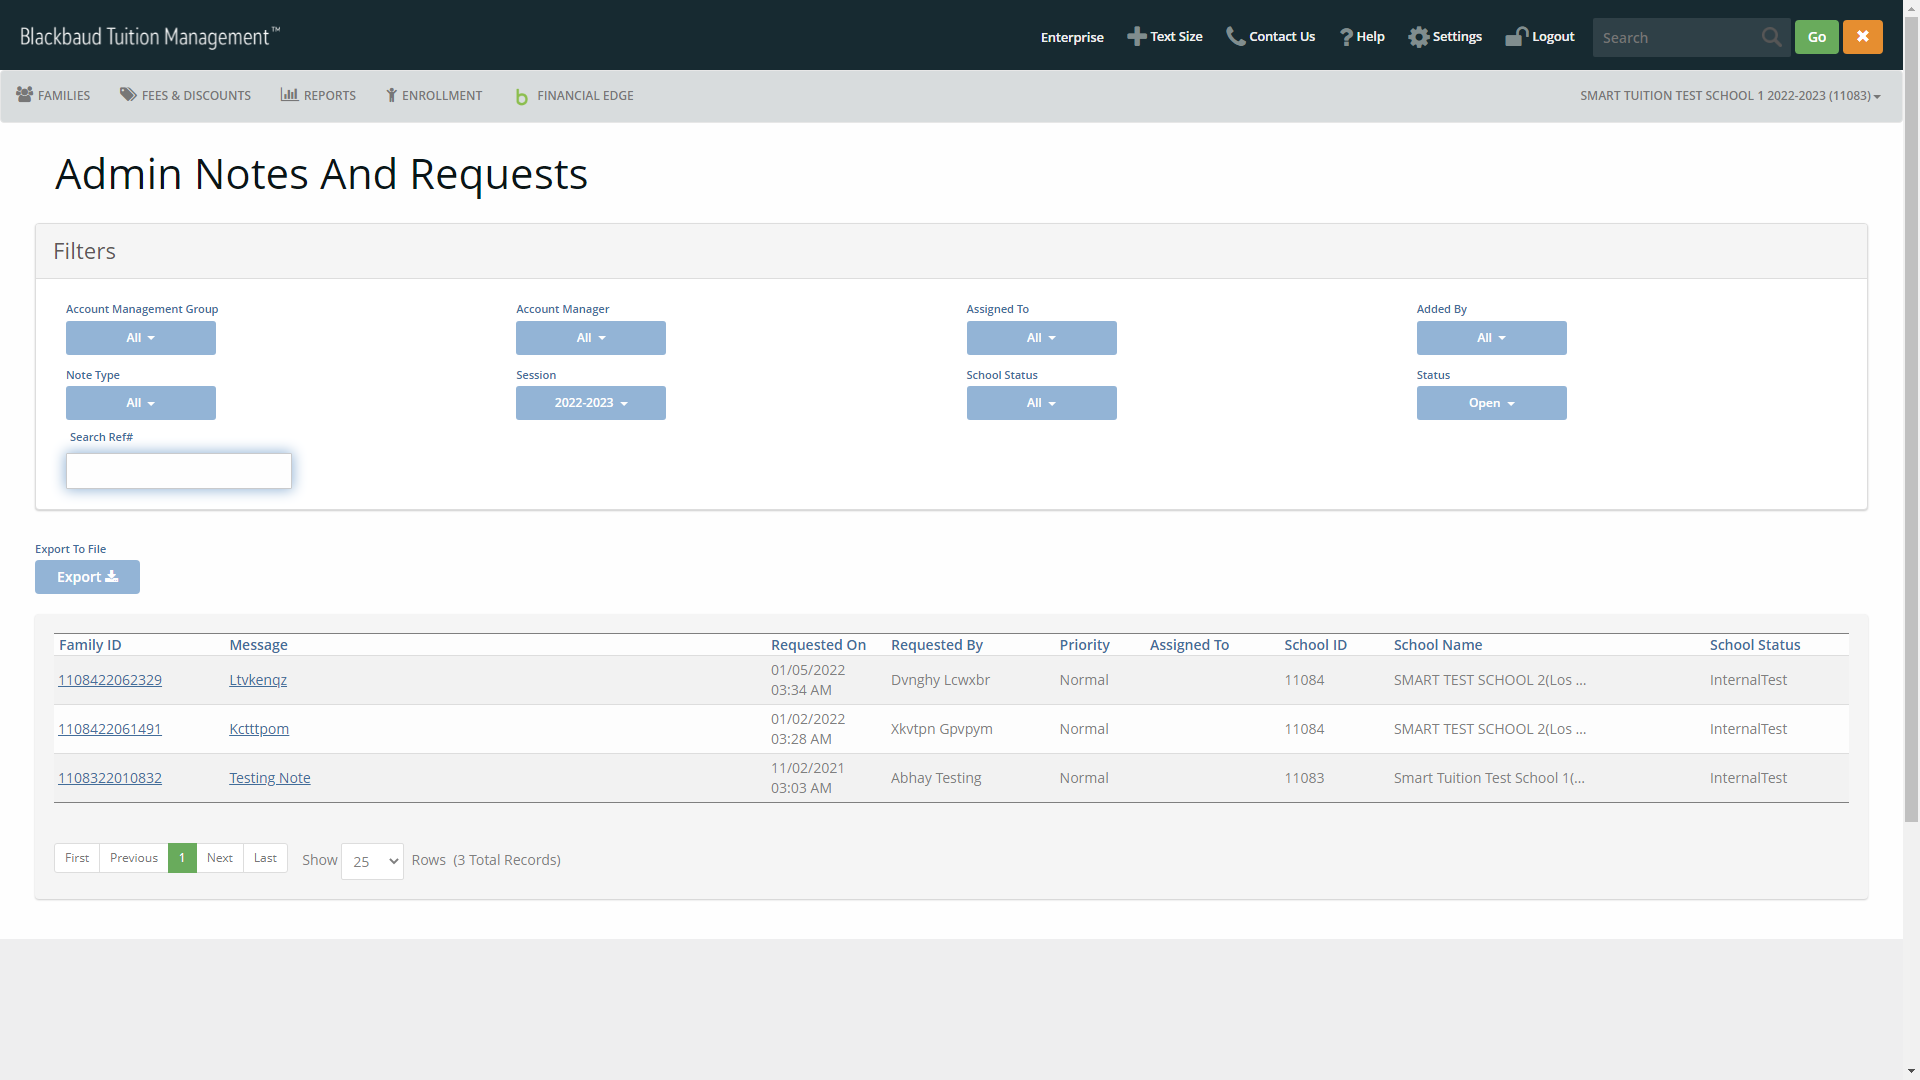 Blackbaud Tuition Management™
Enterprise Text Size Contact Us Help Settings Logout Search Go
FAMILIES FEES & DISCOUNTS REPORTS ENROLLMENT FINANCIAL EDGE SMART TUITION TEST SCHOOL 1 2022-2023 (11083)
Admin Notes And Requests
Filters
Account Management Group Account Manager Assigned To Added By
All All All All
Note Type Session School Status Status
All 2022-2023 All Open
Search Ref#
Export To File
Export
Family ID Message Requested On Requested By Priority Assigned To School ID School Name School Status
1108422062329 Ltvkenqz 01/05/2022 03:34 AM Dvnghy Lcwxbr Normal 11084 SMART TEST SCHOOL 2(Los ... InternalTest
1108422061491 Kctttpom 01/02/2022 03:28 AM Xkvtpn Gpvpym Normal 11084 SMART TEST SCHOOL 2(Los ... InternalTest
1108322010832 Testing Note 11/02/2021 03:03 AM Abhay Testing Normal 11083 Smart Tuition Test School 1(... InternalTest
First Previous 1 Next Last Show 25 Rows (3 Total Records)